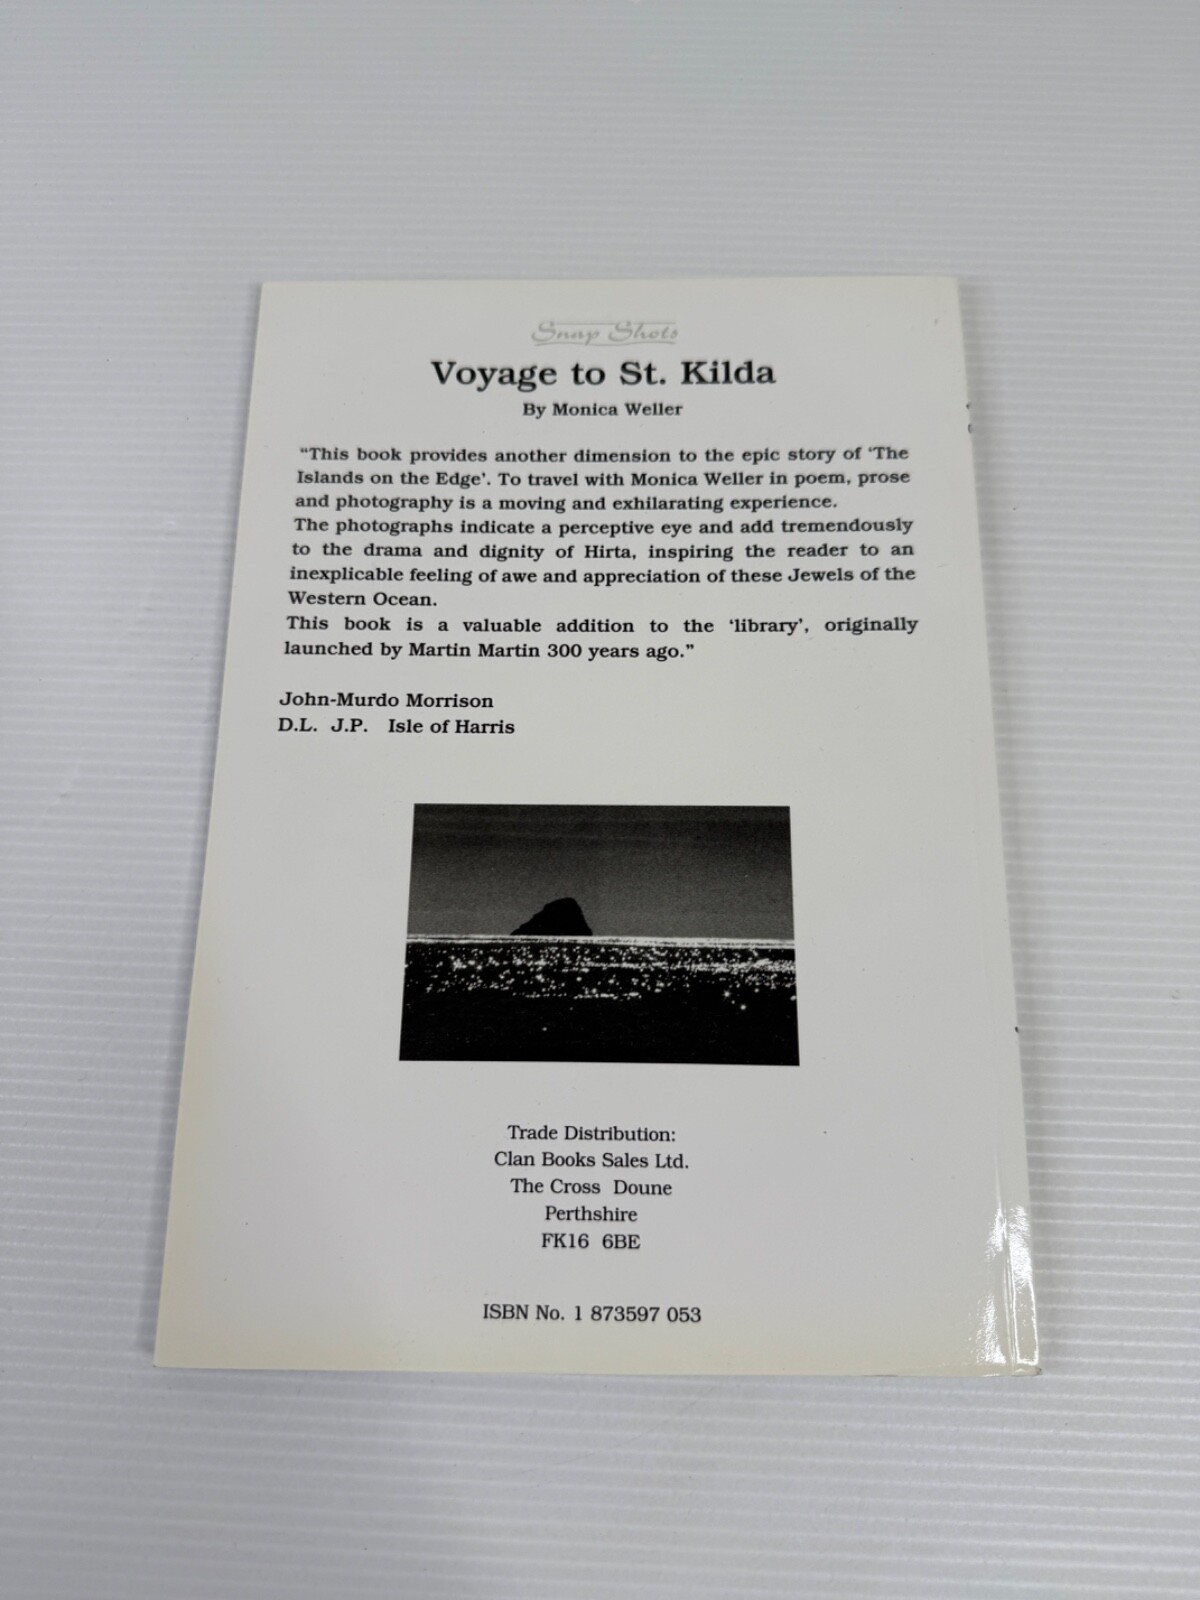 Snap Shots
Voyage to St. Kilda
By Monica Weller
"This book provides another dimension to the epic story of 'The
Islands on the Edge'. To travel with Monica Weller in poem, prose
and photography is a moving and exhilarating experience.
The photographs indicate a perceptive eye and add tremendously
to the drama and dignity of Hirta, inspiring the reader to an
inexplicable feeling of awe and appreciation of these Jewels of the
Western Ocean.
This book is a valuable addition to the 'library', originally
launched by Martin Martin 300 years ago."
John-Murdo Morrison
D.L. J.P. Isle of Harris
Trade Distribution:
Clan Books Sales Ltd.
The Cross Doune
Perthshire
FK16 6BE
ISBN No. 1 873597 053